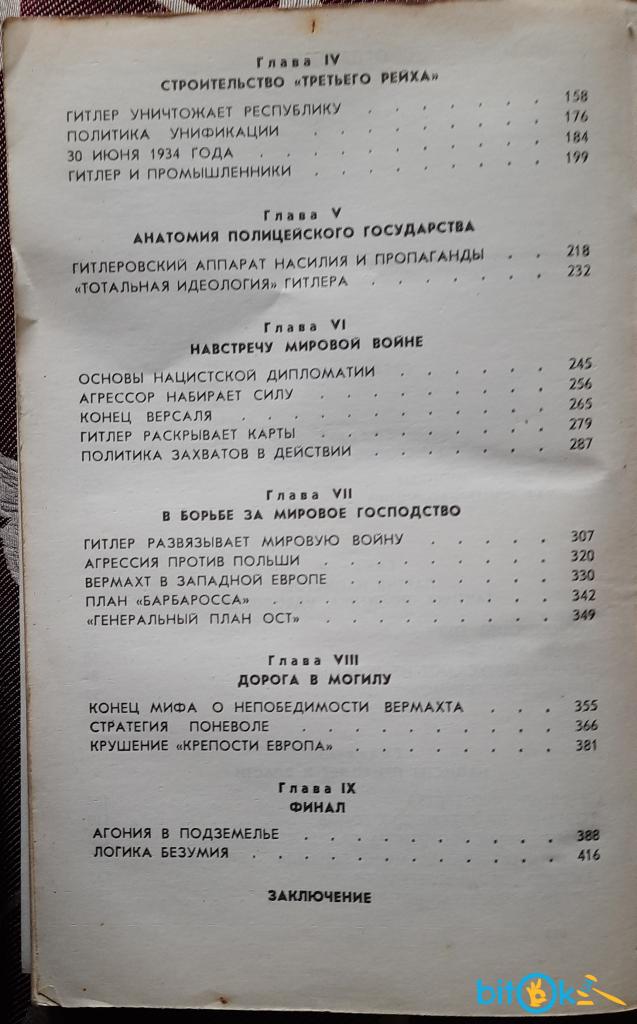 Глава IV
СТРОИТЕЛЬСТВО «ТРЕТЬЕГО РЕЙХА»
ГИТЛЕР УНИЧТОЖАЕТ РЕСПУБЛИКУ . . . . . . . 158
ПОЛИТИКА УНИФИКАЦИИ . . . . . . . . . 176
30 ИЮНЯ 1934 ГОДА . . . . . . . . . . . 184
ГИТЛЕР И ПРОМЫШЛЕННИКИ . . . . . . . . . 199
Глава V
АНАТОМИЯ ПОЛИЦЕЙСКОГО ГОСУДАРСТВА
ГИТЛЕРОВСКИЙ АППАРАТ НАСИЛИЯ И ПРОПАГАНДЫ . . 218
«ТОТАЛЬНАЯ ИДЕОЛОГИЯ» ГИТЛЕРА . . . . . . . 232
Глава VI
НАВСТРЕЧУ МИРОВОЙ ВОЙНЕ
ОСНОВЫ НАЦИСТСКОЙ ДИПЛОМАТИИ . . . . . . 245
АГРЕССОР НАБИРАЕТ СИЛУ . . . . . . . . . 256
КОНЕЦ ВЕРСАЛЯ . . . . . . . . . . . . 265
ГИТЛЕР РАСКРЫВАЕТ КАРТЫ . . . . . . . . . 279
ПОЛИТИКА ЗАХВАТОВ В ДЕЙСТВИИ . . . . . . . 287
Глава VII
В БОРЬБЕ ЗА МИРОВОЕ ГОСПОДСТВО
ГИТЛЕР РАЗВЯЗЫВАЕТ МИРОВУЮ ВОЙНУ . . . . . 307
АГРЕССИЯ ПРОТИВ ПОЛЬШИ . . . . . . . . . 320
ВЕРМАХТ В ЗАПАДНОЙ ЕВРОПЕ . . . . . . . . 330
ПЛАН «БАРБАРОССА» . . . . . . . . . . . 342
«ГЕНЕРАЛЬНЫЙ ПЛАН ОСТ» . . . . . . . . . 349
Глава VIII
ДОРОГА В МОГИЛУ
КОНЕЦ МИФА О НЕПОБЕДИМОСТИ ВЕРМАХТА . . . 355
СТРАТЕГИЯ ПОНЕВОЛЕ . . . . . . . . . . 366
КРУШЕНИЕ «КРЕПОСТИ ЕВРОПА» . . . . . . . . 381
Глава IX
ФИНАЛ
АГОНИЯ В ПОДЗЕМЕЛЬЕ . . . . . . . . . . 388
ЛОГИКА БЕЗУМИЯ . . . . . . . . . . . . 416
ЗАКЛЮЧЕНИЕ
bitOk